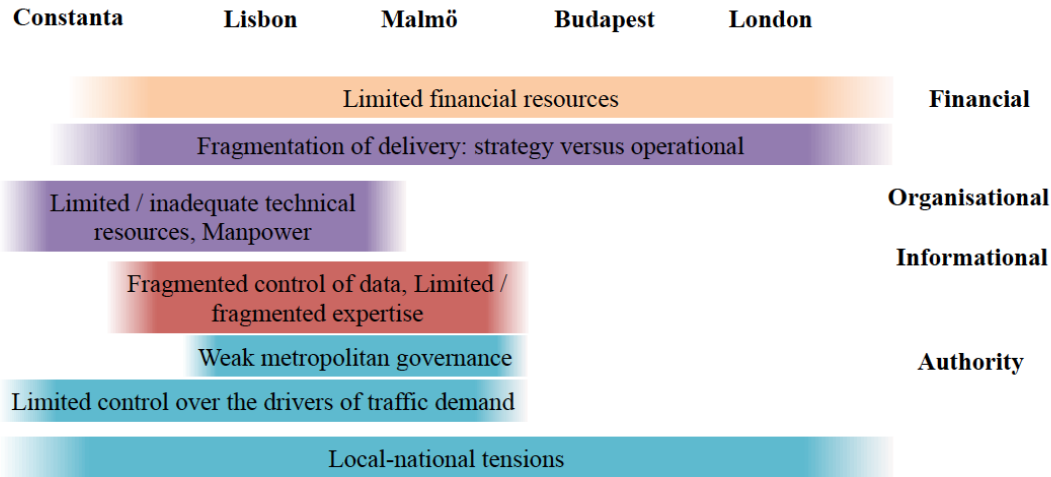 Constanta Lisbon Malmö Budapest London
Limited financial resources
Financial
Fragmentation of delivery: strategy versus operational
Limited / inadequate technical
resources, Manpower
Organisational
Informational
Fragmented control of data, Limited /
fragmented expertise
Weak metropolitan governance
Authority
Limited control over the drivers of traffic demand
Local-national tensions